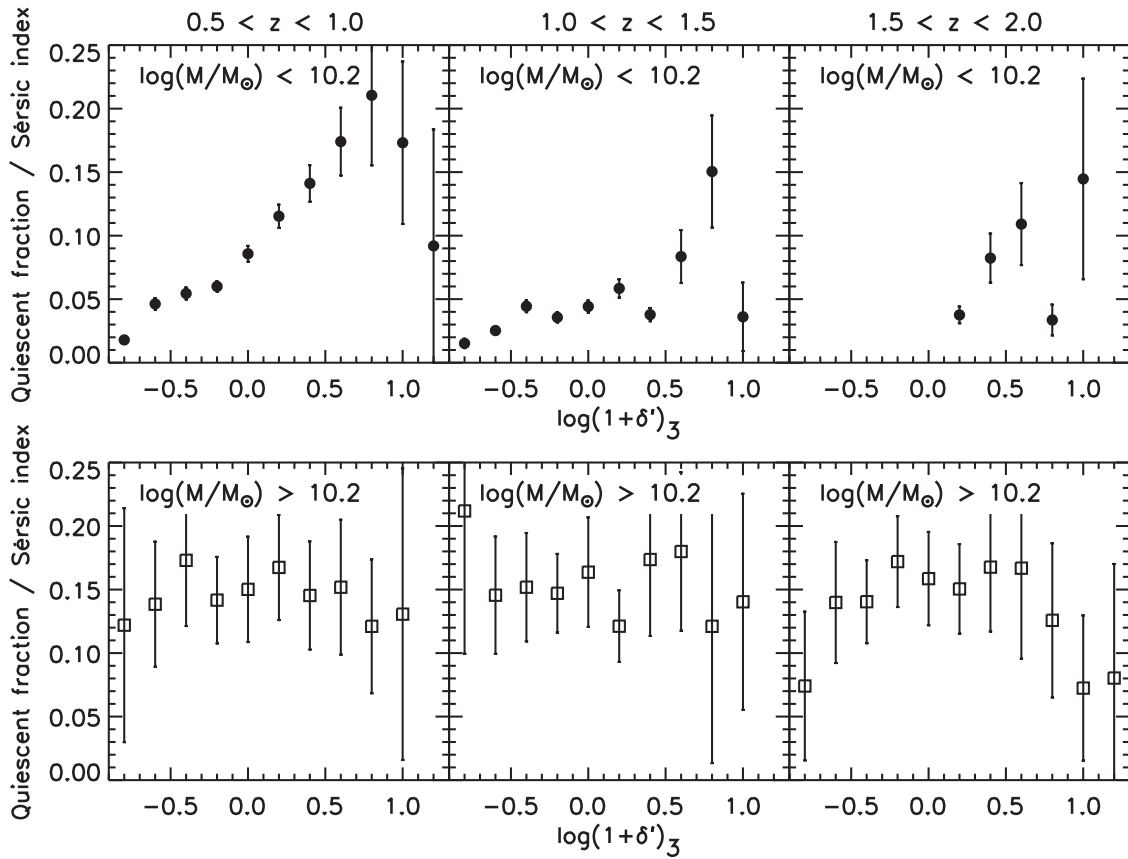 0.5 < z < 1.0
1.0 < z < 1.5
1.5 < z < 2.0
Quiescent fraction / Sérsic index
0.25
0.20
0.15
0.10
0.05
0.00
log(M/M⊙) < 10.2
log(M/M⊙) < 10.2
log(M/M⊙) < 10.2
−0.5 0.0 0.5 1.0
−0.5 0.0 0.5 1.0
−0.5 0.0 0.5 1.0
log(1+δ')3
Quiescent fraction / Sérsic index
0.25
0.20
0.15
0.10
0.05
0.00
log(M/M⊙) > 10.2
log(M/M⊙) > 10.2
log(M/M⊙) > 10.2
−0.5 0.0 0.5 1.0
−0.5 0.0 0.5 1.0
−0.5 0.0 0.5 1.0
log(1+δ')3